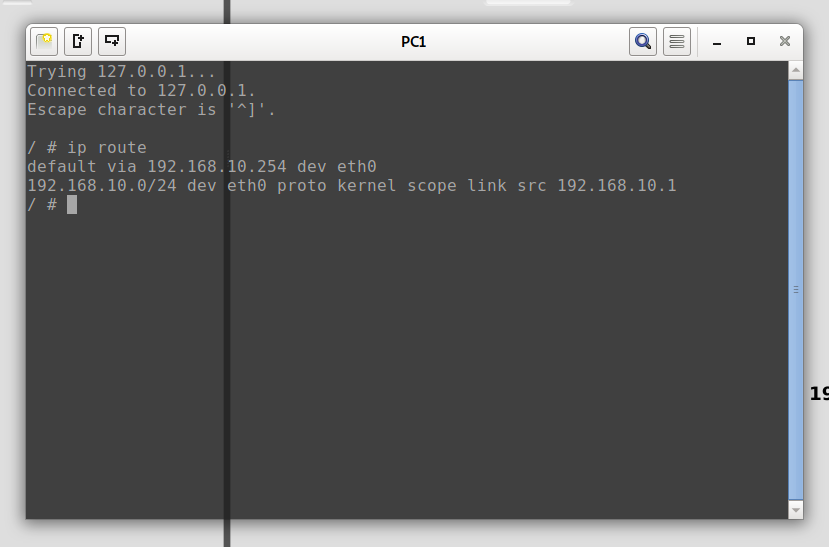 PC1
Trying 127.0.0.1...
Connected to 127.0.0.1.
Escape character is '^]'.
/ # ip route
default via 192.168.10.254 dev eth0
192.168.10.0/24 dev eth0 proto kernel scope link src 192.168.10.1
/ #
19